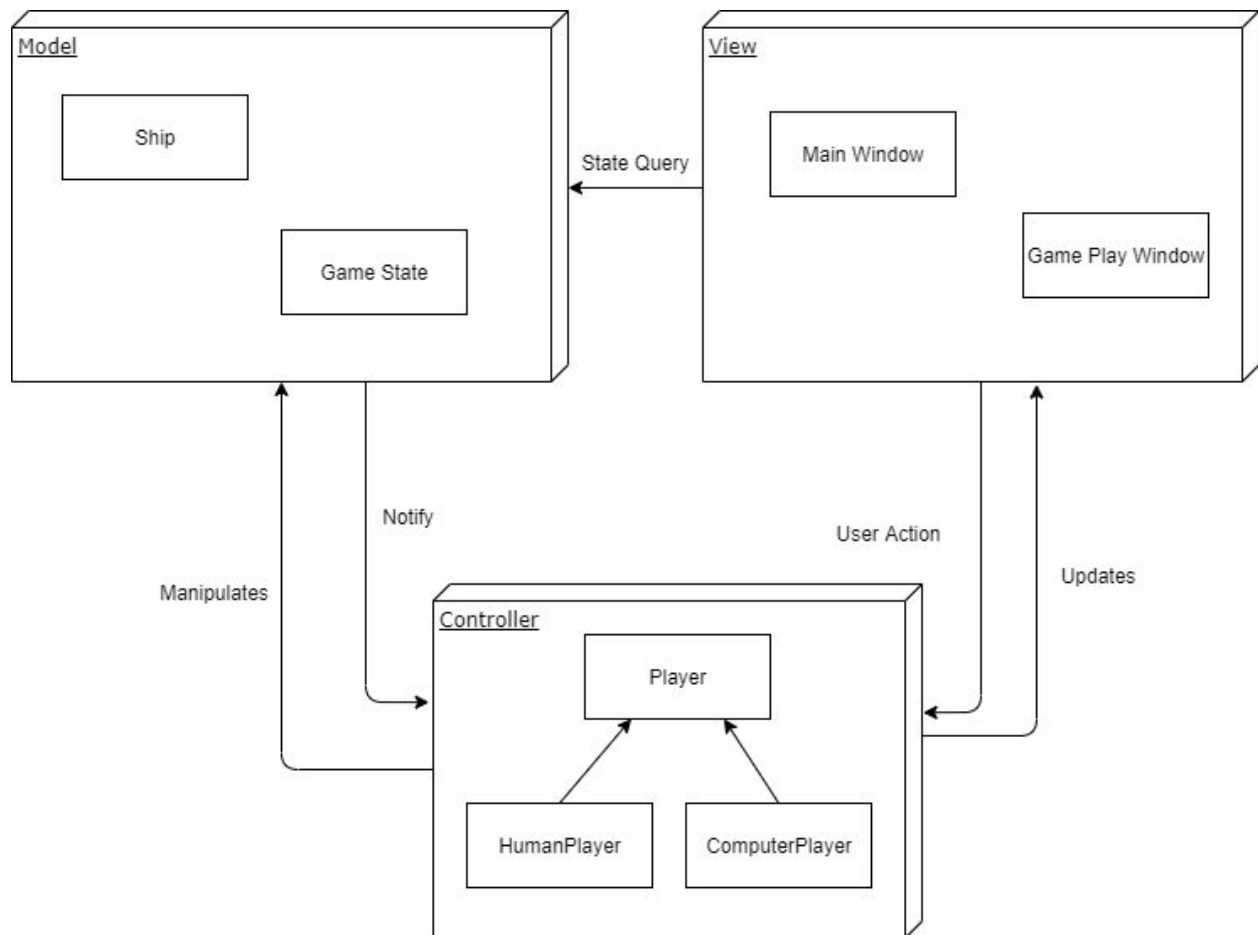 Model
Ship
Game State
State Query
View
Main Window
Game Play Window
Notify
Manipulates
User Action
Updates
Controller
Player
HumanPlayer
ComputerPlayer